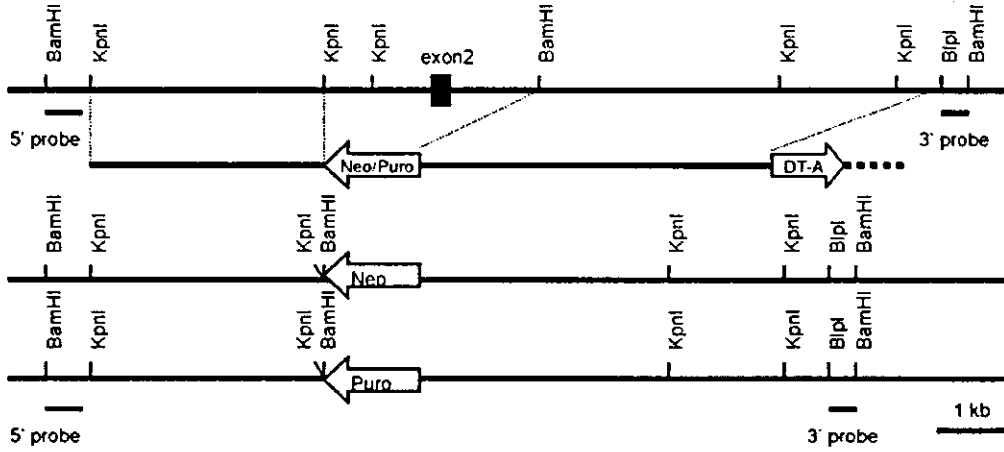 BamHI KpnI KpnI KpnI exon2 BamHI KpnI KpnI BlpI BamHI
5' probe 3' probe
Neo/Puro DT-A
BamHI KpnI KpnI BamHI KpnI KpnI BlpI BamHI
Neo
BamHI KpnI KpnI BamHI KpnI KpnI BlpI BamHI
Puro
1 kb
5' probe 3' probe